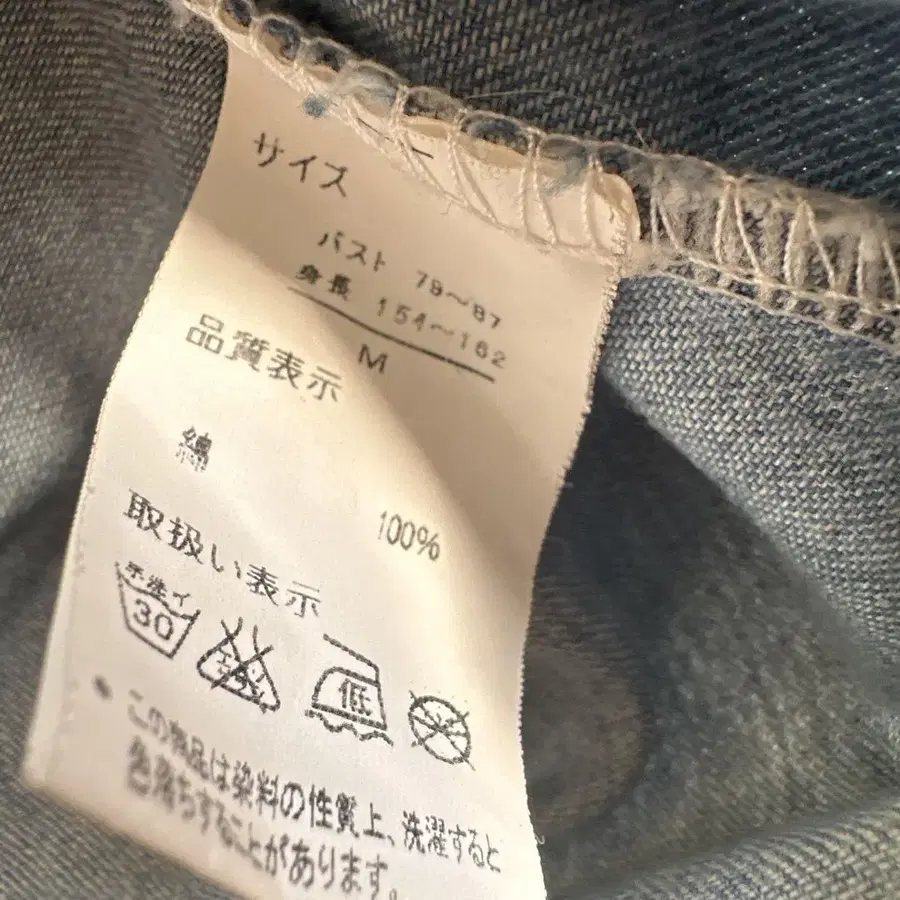 サイズ
バスト 79～87
身長 154～162
M
品質表示
綿 100%
取扱い表示
手洗イ
30
低
この商品は染料の性質上、洗濯すると
色落ちすることがあります。